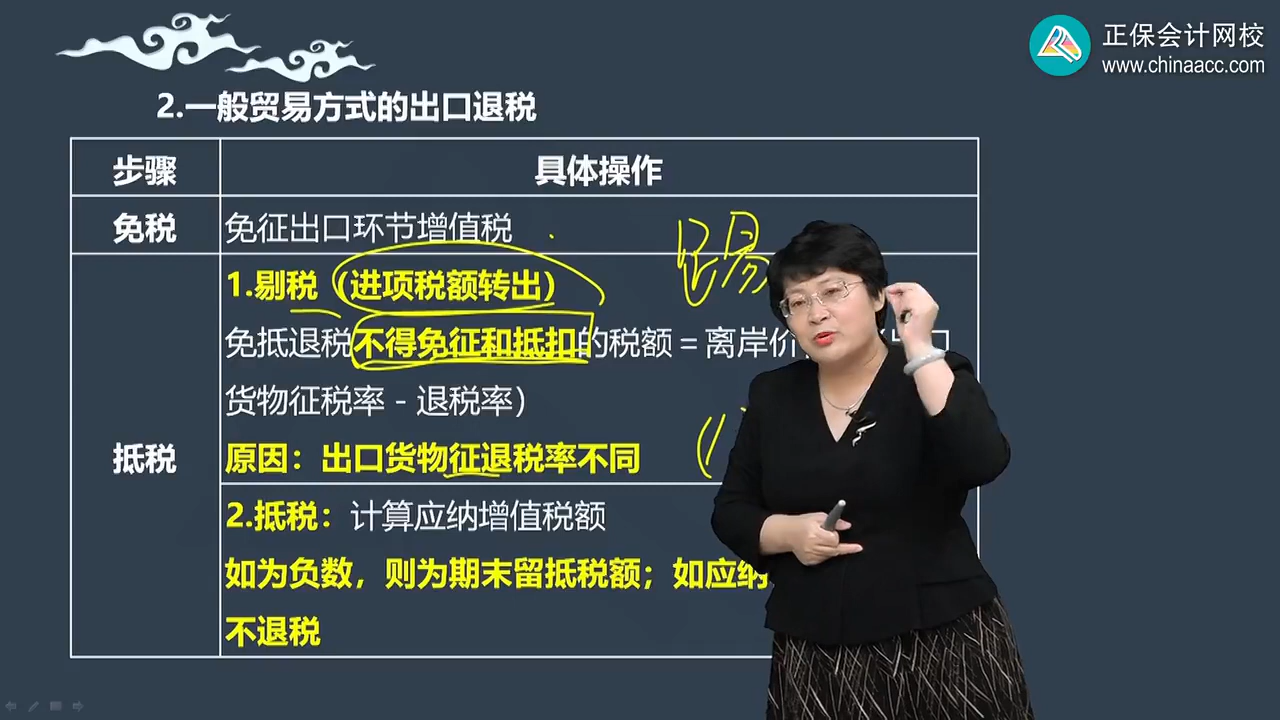 正保会计网校
www.chinaacc.com
2.一般贸易方式的出口退税
步骤
具体操作
免税
免征出口环节增值税
抵税
1.剔税（进项税额转出）
免抵退税不得免征和抵扣的税额＝离岸价
货物征税率－退税率）
原因：出口货物征退税率不同
2.抵税：计算应纳增值税额
如为负数，则为期末留抵税额；如应纳
不退税